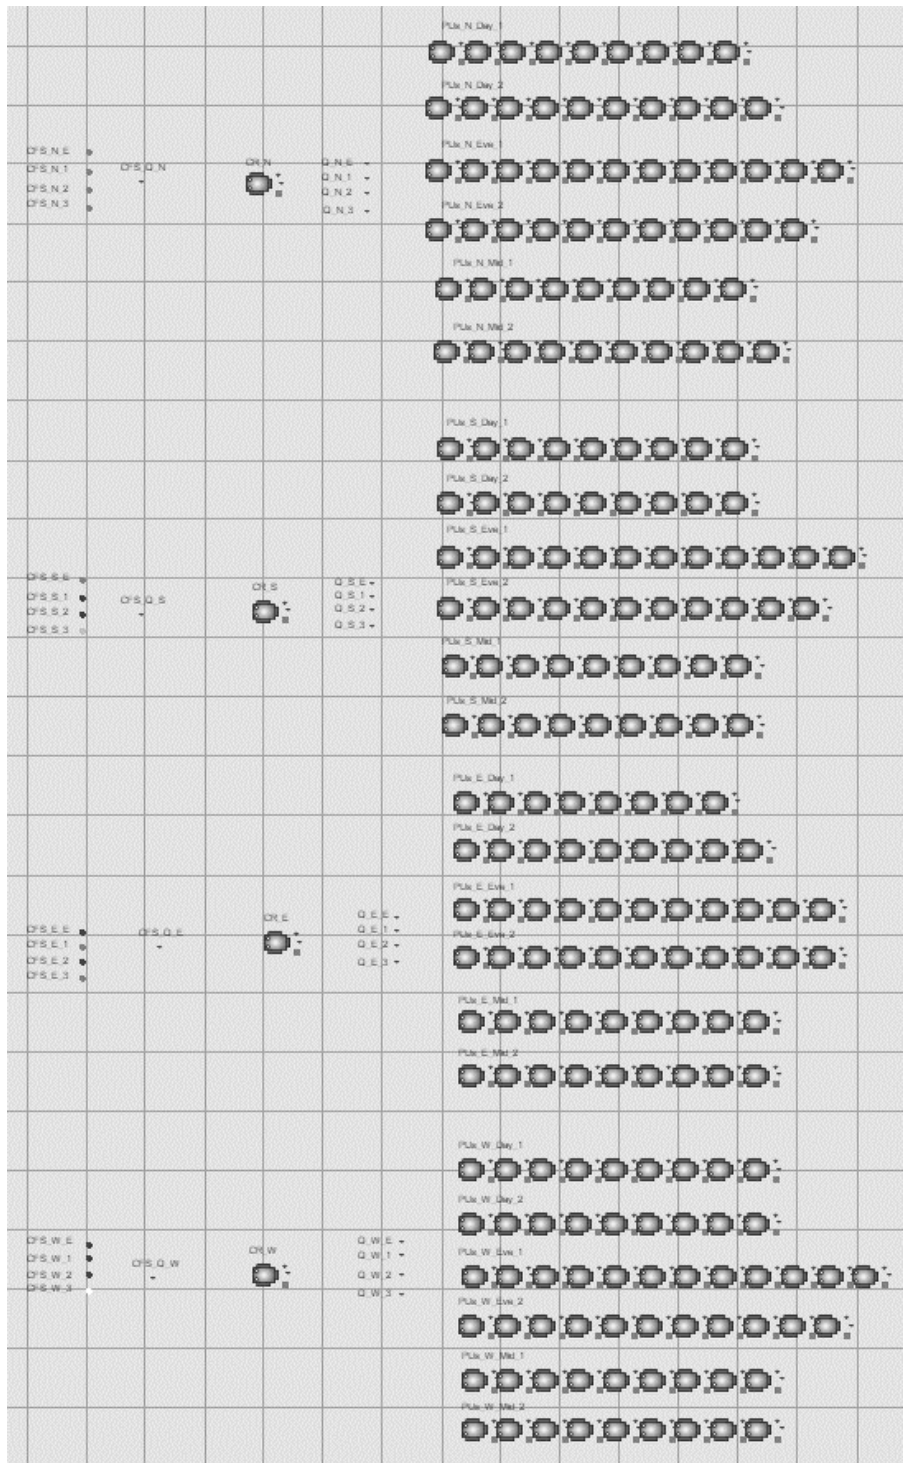 PUs_N_Day_1
PUs_N_Day_2
CFS_N_E
CFS_N_1
CFS_N_2
CFS_N_3
CFS_Q_N
CR_N
Q_N_E
Q_N_1
Q_N_2
Q_N_3
PUs_N_Eve_1
PUs_N_Eve_2
PUs_N_Mid_1
PUs_N_Mid_2
PUs_S_Day_1
PUs_S_Day_2
PUs_S_Eve_1
CFS_S_E
CFS_S_1
CFS_S_2
CFS_S_3
CFS_Q_S
CR_S
Q_S_E
Q_S_1
Q_S_2
Q_S_3
PUs_S_Eve_2
PUs_S_Mid_1
PUs_S_Mid_2
PUs_E_Day_1
PUs_E_Day_2
PUs_E_Eve_1
CFS_E_E
CFS_E_1
CFS_E_2
CFS_E_3
CFS_Q_E
CR_E
Q_E_E
Q_E_1
Q_E_2
Q_E_3
PUs_E_Eve_2
PUs_E_Mid_1
PUs_E_Mid_2
PUs_W_Day_1
PUs_W_Day_2
CFS_W_E
CFS_W_1
CFS_W_2
CFS_W_3
CFS_Q_W
CR_W
Q_W_E
Q_W_1
Q_W_2
Q_W_3
PUs_W_Eve_1
PUs_W_Eve_2
PUs_W_Mid_1
PUs_W_Mid_2